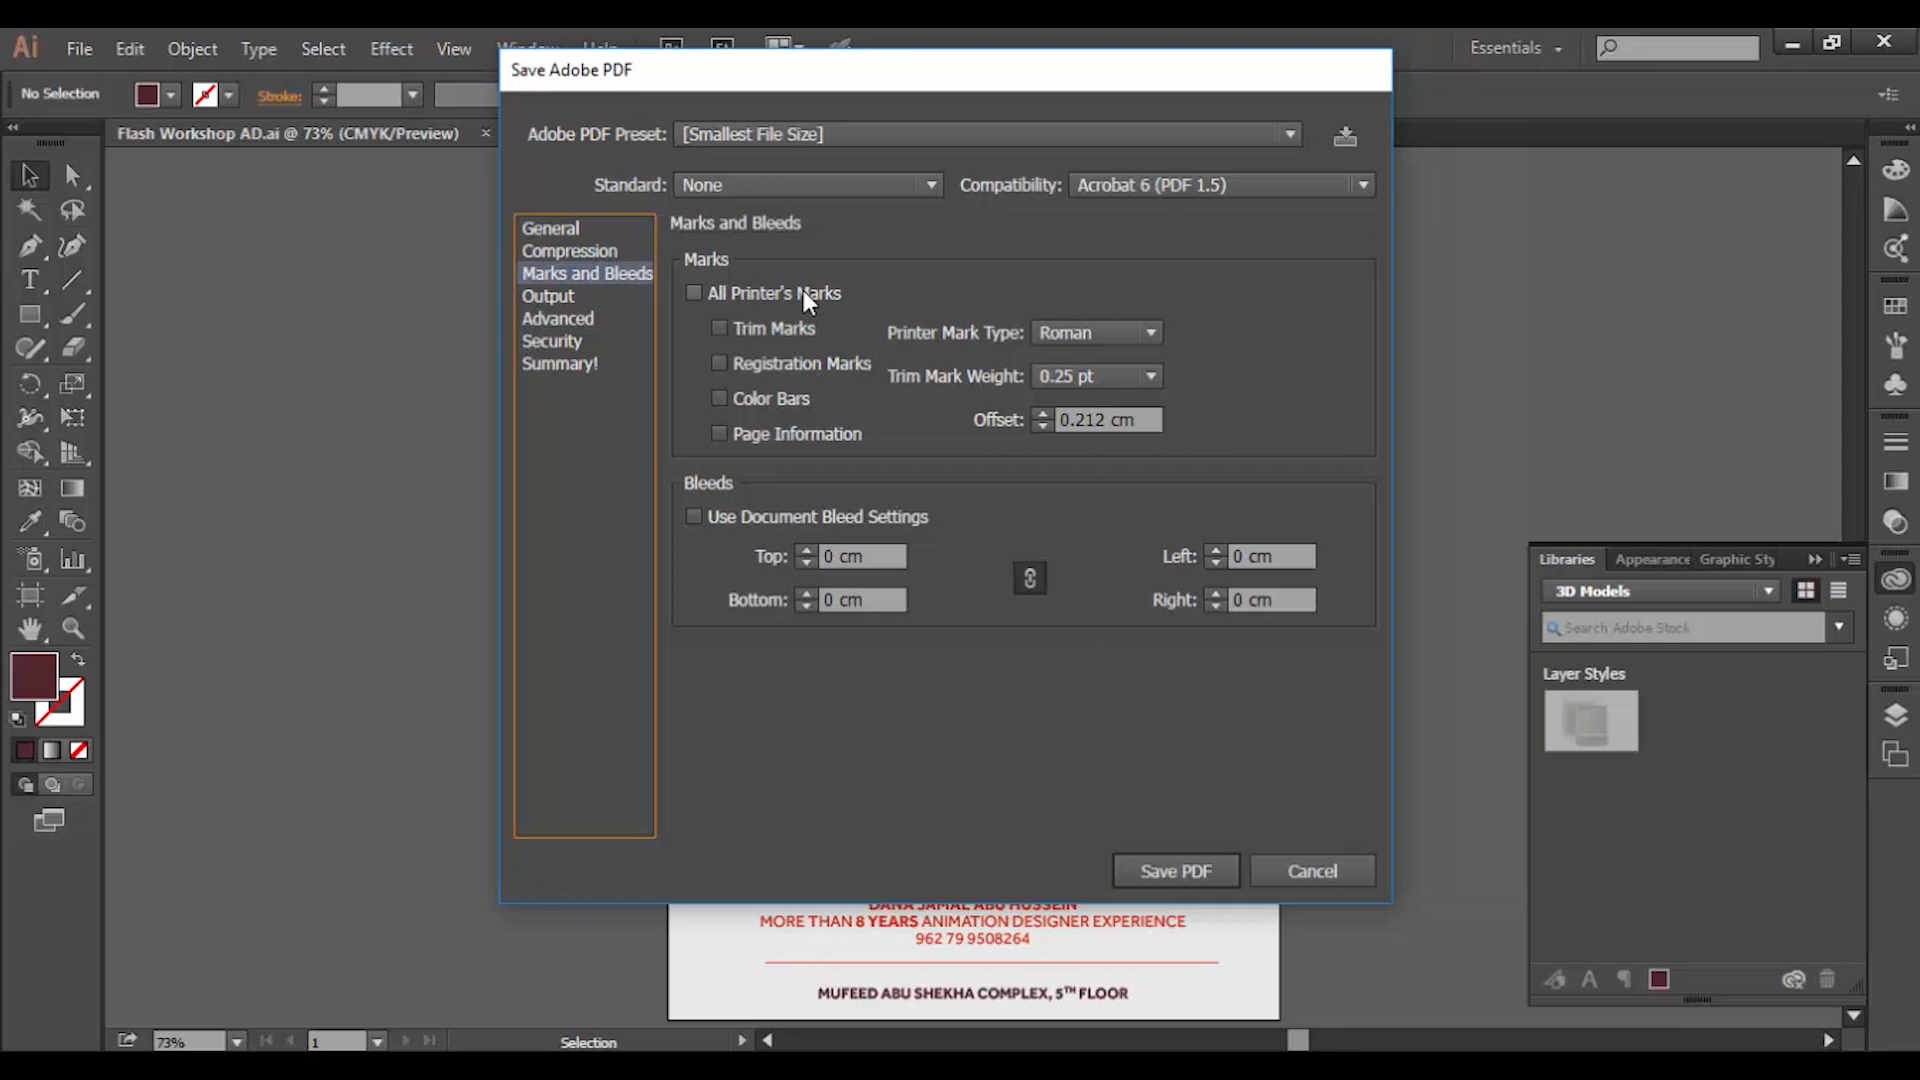 Ai File Edit Object Type Select Effect View
Essentials
Save Adobe PDF
No Selection
Stroke:
Flash Workshop AD.ai @ 73% (CMYK/Preview) ×
Adobe PDF Preset: [Smallest File Size]
Standard: None
Compatibility: Acrobat 6 (PDF 1.5)
General
Compression
Marks and Bleeds
Output
Advanced
Security
Summary!
Marks and Bleeds
Marks
All Printer's Marks
Trim Marks
Registration Marks
Color Bars
Page Information
Printer Mark Type: Roman
Trim Mark Weight: 0.25 pt
Offset: 0.212 cm
Bleeds
Use Document Bleed Settings
Top: 0 cm
Left: 0 cm
Bottom: 0 cm
Right: 0 cm
Save PDF
Cancel
Libraries Appearance Graphic Sty
3D Models
Search Adobe Stock
Layer Styles
DANA JAMAL ABU HUSSEIN
MORE THAN 8 YEARS ANIMATION DESIGNER EXPERIENCE
962 79 9508264
MUFEED ABU SHEKHA COMPLEX, 5TH FLOOR
73%
1
Selection